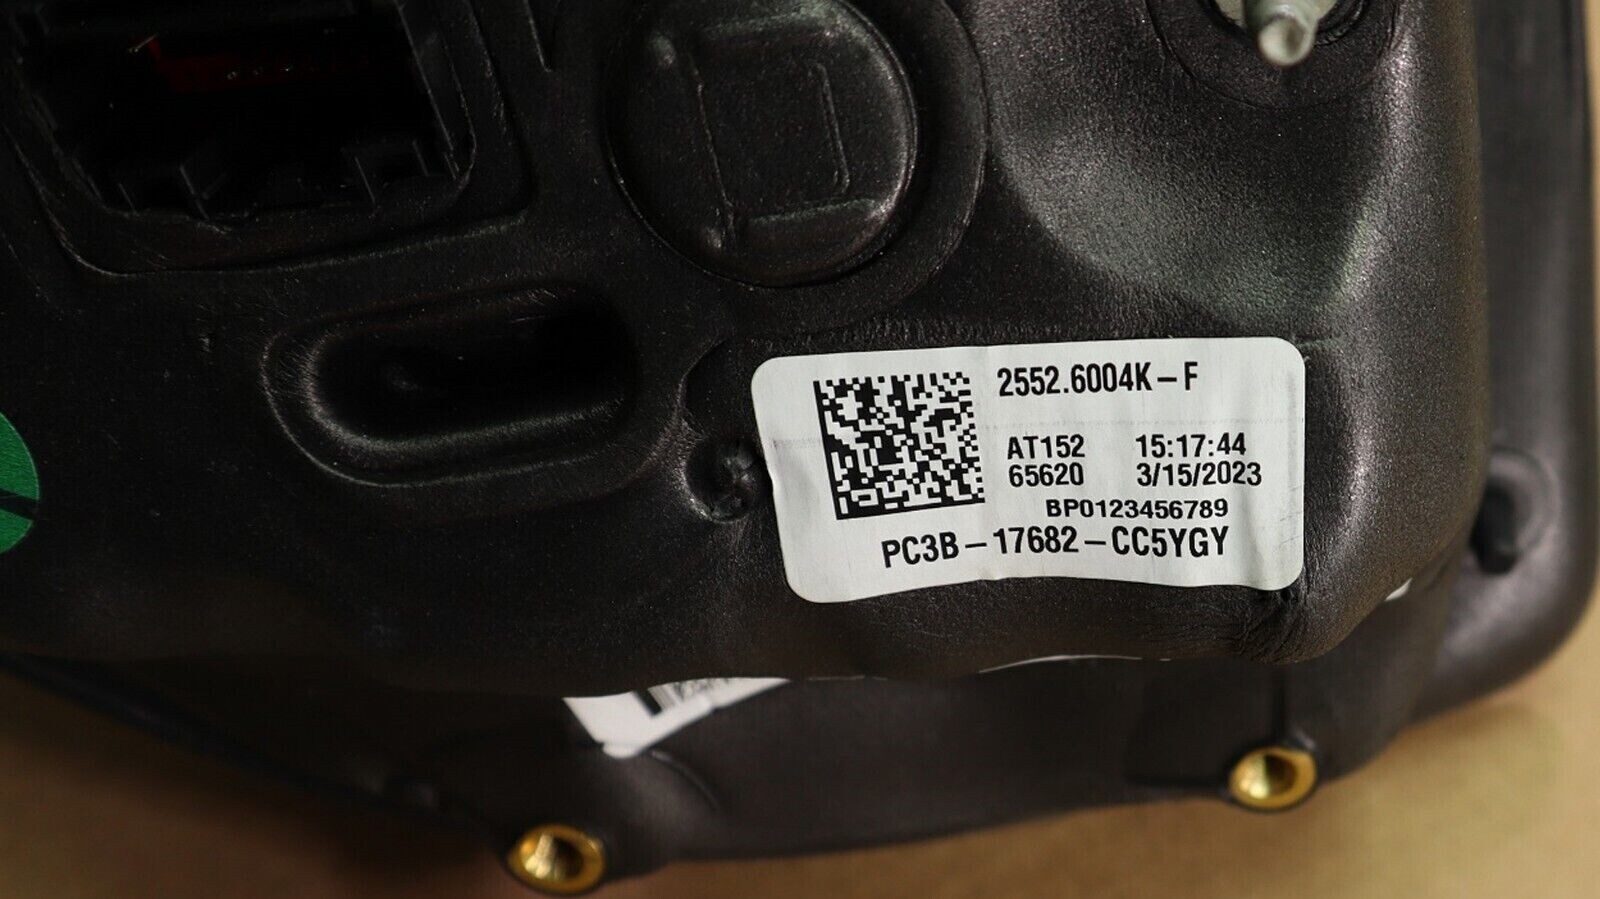 2552.6004K-F
AT152 15:17:44
65620 3/15/2023
BP0123456789
PC3B-17682-CC5YGY